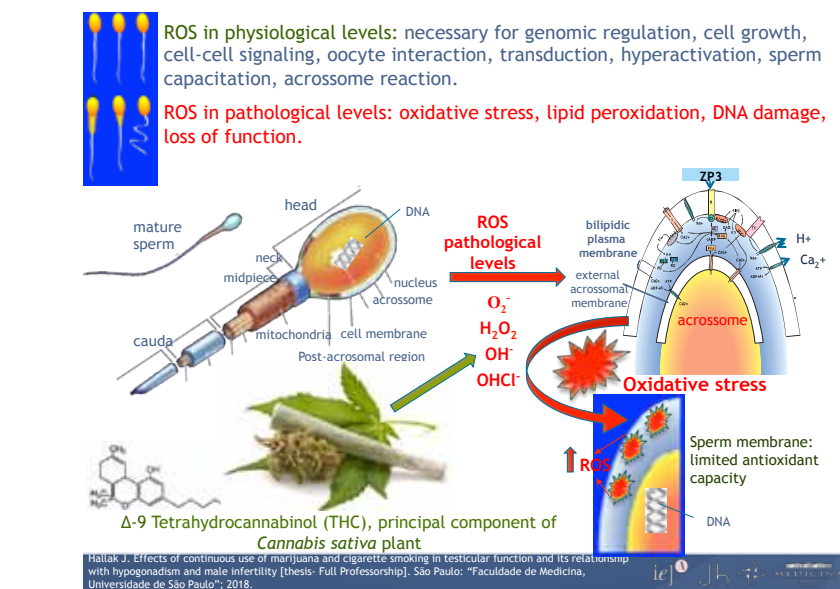 ROS in physiological levels: necessary for genomic regulation, cell growth,
cell-cell signaling, oocyte interaction, transduction, hyperactivation, sperm
capacitation, acrossome reaction.
ROS in pathological levels: oxidative stress, lipid peroxidation, DNA damage,
loss of function.
mature
sperm
head
DNA
neck
midpiece
nucleus
acrossome
cauda
mitochondria
cell membrane
Post-acrosomal region
ROS
pathological
levels
O2-
H2O2
OH-
OHCl-
ZP3
bilipidic
plasma
membrane
external
acrossomal
membrane
H+
Ca2+
acrossome
Oxidative stress
ROS
Sperm membrane:
limited antioxidant
capacity
DNA
CH3
OH
H3C
H3C
O
Δ-9 Tetrahydrocannabinol (THC), principal component of
Cannabis sativa plant
Hallak J. Effects of continuous use of marijuana and cigarette smoking in testicular function and its relationship
with hypogonadism and male infertility [thesis- Full Professorship]. São Paulo: “Faculdade de Medicina,
Universidade de São Paulo”; 2018.